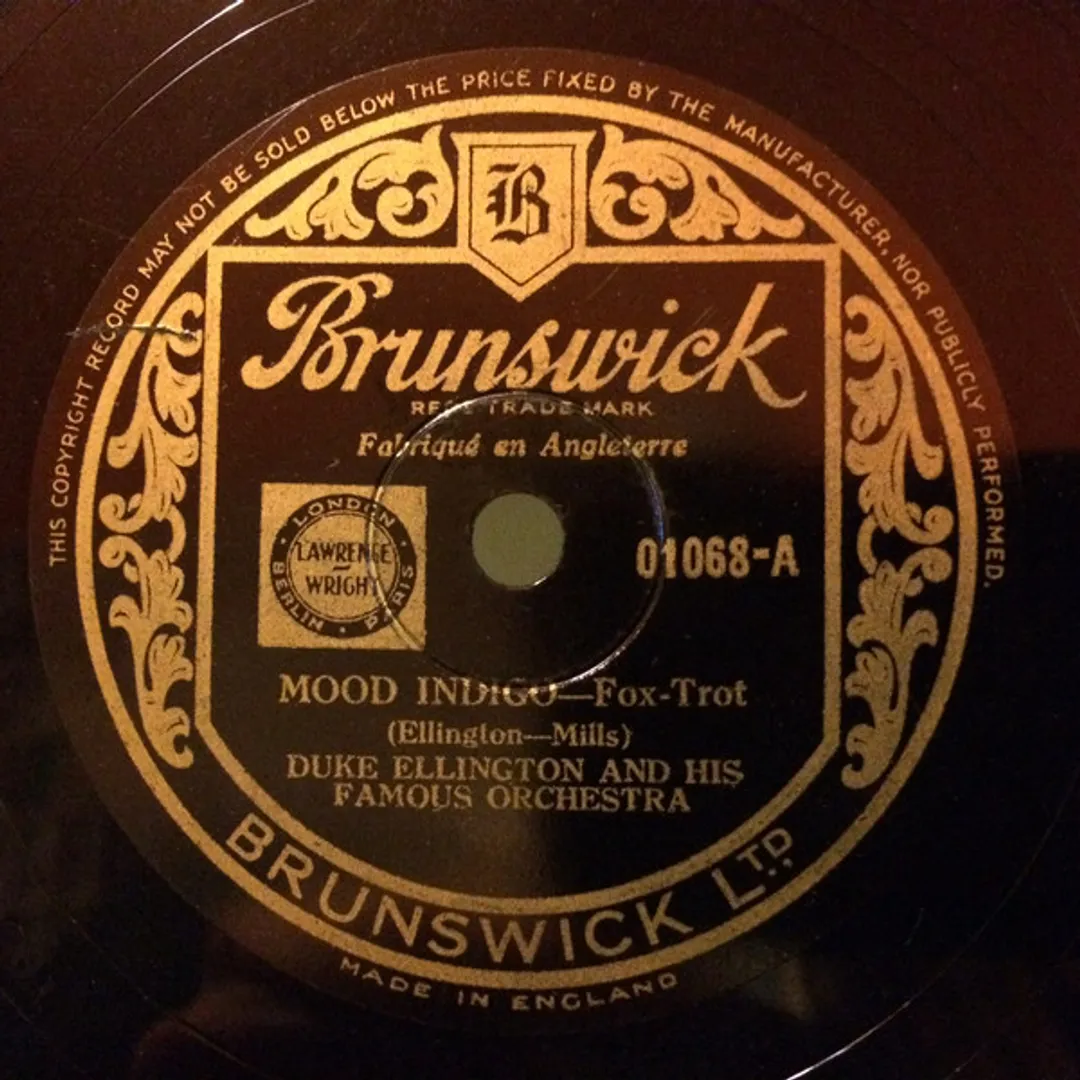 THIS COPYRIGHT RECORD MAY NOT BE SOLD BELOW THE PRICE FIXED BY THE MANUFACTURER, NOR PUBLICLY PERFORMED.
B
Brunswick
REGD TRADE MARK
Fabriqué en Angleterre
LONDON
LAWRENCE
WRIGHT
BERLIN • PARIS
01068-A
MOOD INDIGO—Fox-Trot
(Ellington—Mills)
DUKE ELLINGTON AND HIS
FAMOUS ORCHESTRA
BRUNSWICK LTD.
MADE IN ENGLAND